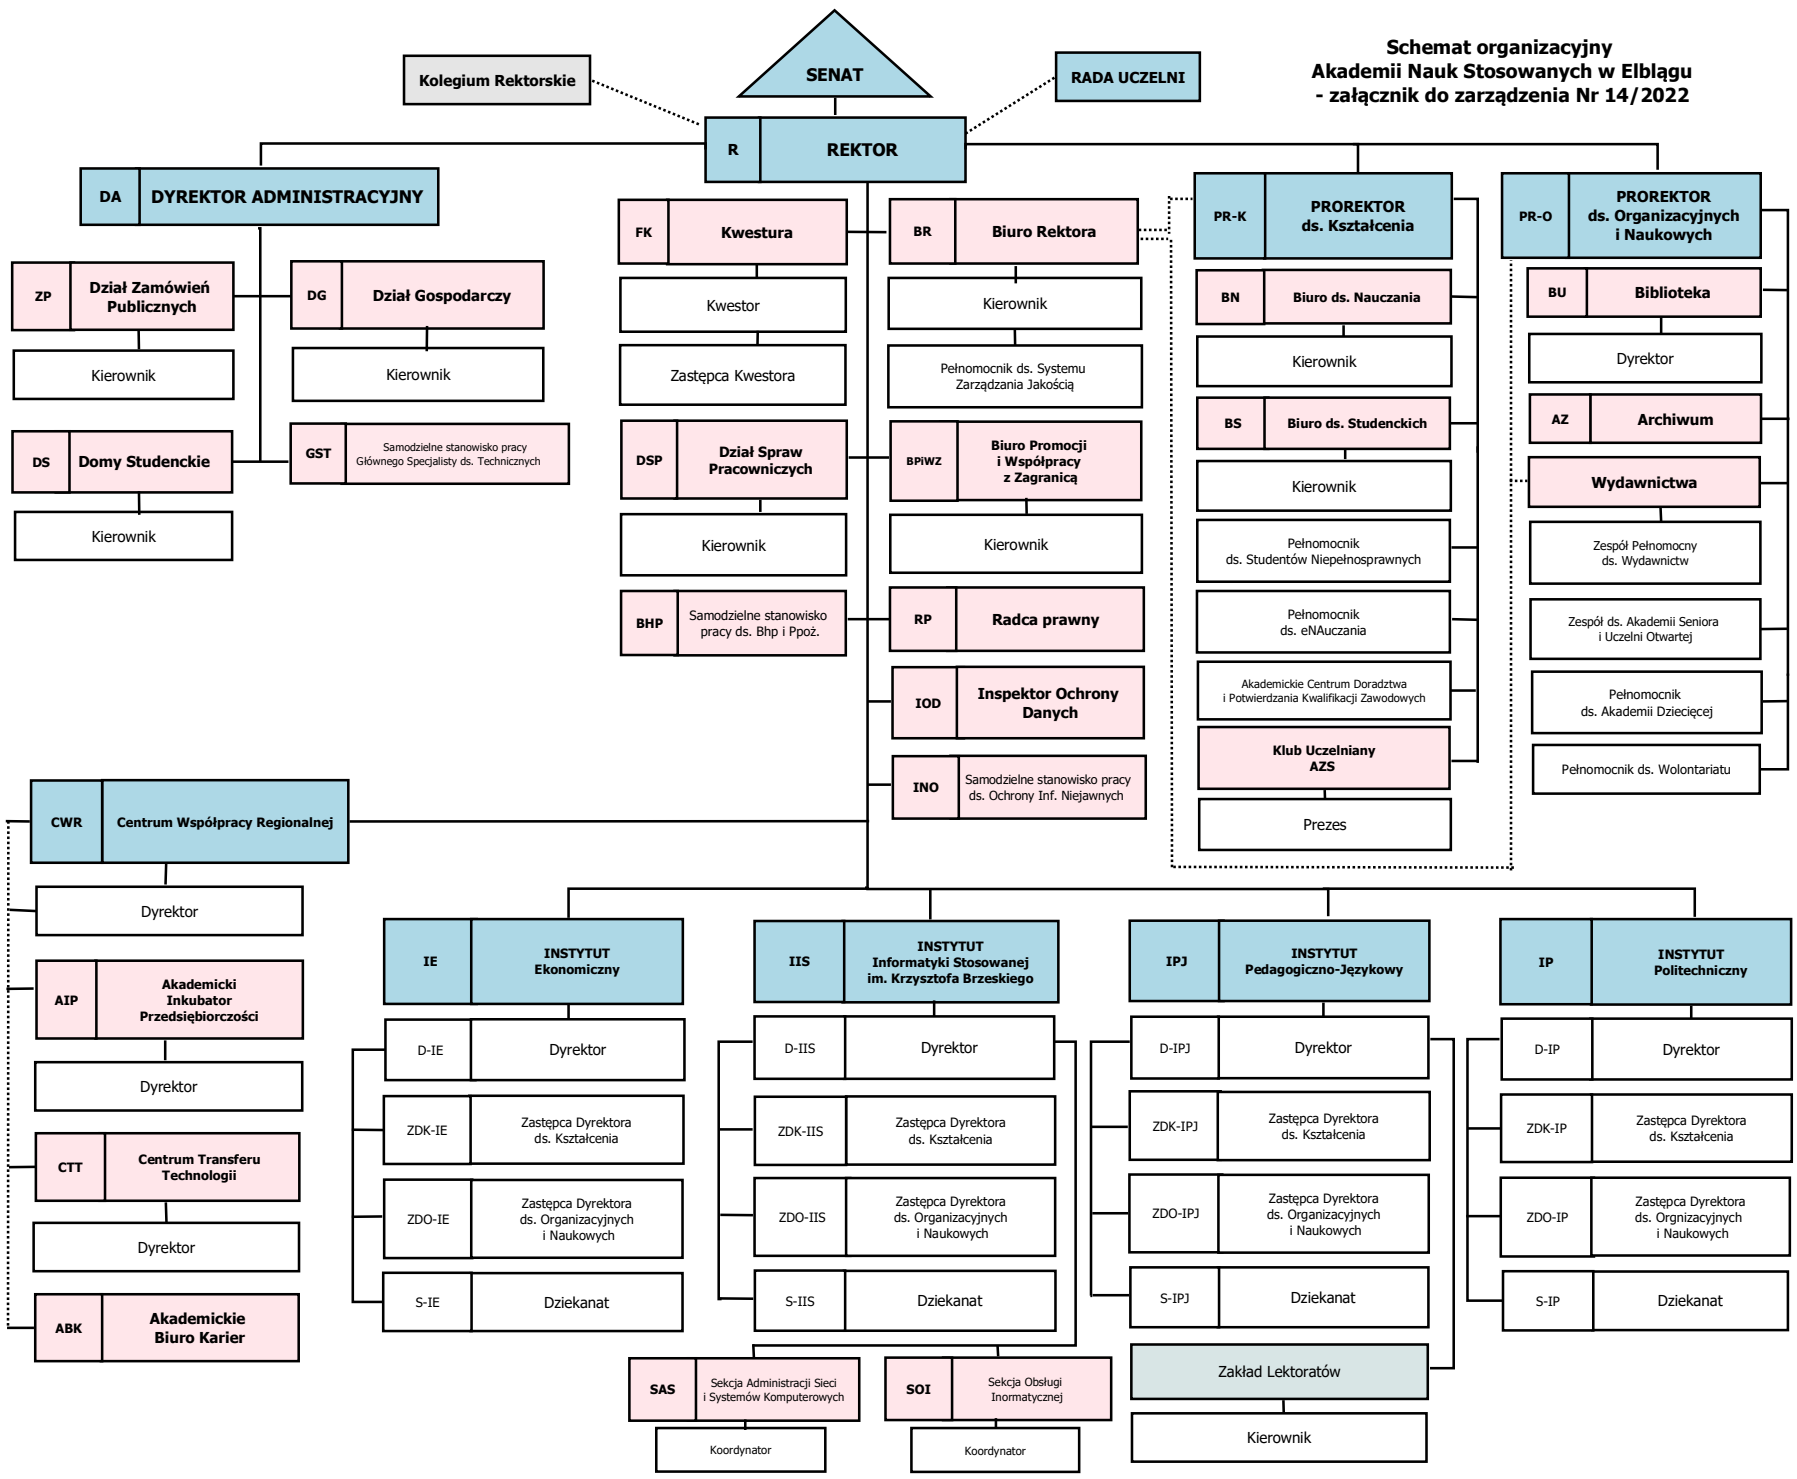 Schemat organizacyjny
Akademii Nauk Stosowanych w Elblągu
- załącznik do zarządzenia Nr 14/2022
SENAT
Kolegium Rektorskie
RADA UCZELNI
R
REKTOR
DA
DYREKTOR ADMINISTRACYJNY
ZP
Dział Zamówień
Publicznych
Kierownik
DG
Dział Gospodarczy
Kierownik
DS
Domy Studenckie
Kierownik
GST
Samodzielne stanowisko pracy
Głównego Specjalisty ds. Technicznych
FK
Kwestura
Kwestor
Zastępca Kwestora
BR
Biuro Rektora
Kierownik
Pełnomocnik ds. Systemu
Zarządzania Jakością
DSP
Dział Spraw
Pracowniczych
Kierownik
BPiWZ
Biuro Promocji
i Współpracy
z Zagranicą
Kierownik
BHP
Samodzielne stanowisko
pracy ds. Bhp i Ppoż.
RP
Radca prawny
IOD
Inspektor Ochrony
Danych
INO
Samodzielne stanowisko pracy
ds. Ochrony Inf. Niejawnych
PR-K
PROREKTOR
ds. Kształcenia
BN
Biuro ds. Nauczania
Kierownik
BS
Biuro ds. Studenckich
Kierownik
Pełnomocnik
ds. Studentów Niepełnosprawnych
Pełnomocnik
ds. eNAuczania
Akademickie Centrum Doradztwa
i Potwierdzania Kwalifikacji Zawodowych
Klub Uczelniany
AZS
Prezes
PR-O
PROREKTOR
ds. Organizacyjnych
i Naukowych
BU
Biblioteka
Dyrektor
AZ
Archiwum
Wydawnictwa
Zespół Pełnomocny
ds. Wydawnictw
Zespół ds. Akademii Seniora
i Uczelni Otwartej
Pełnomocnik
ds. Akademii Dziecięcej
Pełnomocnik ds. Wolontariatu
CWR
Centrum Współpracy Regionalnej
Dyrektor
AIP
Akademicki
Inkubator
Przedsiębiorczości
Dyrektor
CTT
Centrum Transferu
Technologii
Dyrektor
ABK
Akademickie
Biuro Karier
IE
INSTYTUT
Ekonomiczny
D-IE
Dyrektor
ZDK-IE
Zastępca Dyrektora
ds. Kształcenia
ZDO-IE
Zastępca Dyrektora
ds. Organizacyjnych
i Naukowych
S-IE
Dziekanat
IIS
INSTYTUT
Informatyki Stosowanej
im. Krzysztofa Brzeskiego
D-IIS
Dyrektor
ZDK-IIS
Zastępca Dyrektora
ds. Kształcenia
ZDO-IIS
Zastępca Dyrektora
ds. Organizacyjnych
i Naukowych
S-IIS
Dziekanat
SAS
Sekcja Administracji Sieci
i Systemów Komputerowych
Koordynator
SOI
Sekcja Obsługi
Inormatycznej
Koordynator
IPJ
INSTYTUT
Pedagogiczno-Językowy
D-IPJ
Dyrektor
ZDK-IPJ
Zastępca Dyrektora
ds. Kształcenia
ZDO-IPJ
Zastępca Dyrektora
ds. Organizacyjnych
i Naukowych
S-IPJ
Dziekanat
Zakład Lektoratów
Kierownik
IP
INSTYTUT
Politechniczny
D-IP
Dyrektor
ZDK-IP
Zastępca Dyrektora
ds. Kształcenia
ZDO-IP
Zastępca Dyrektora
ds. Orgnizacyjnych
i Naukowych
S-IP
Dziekanat